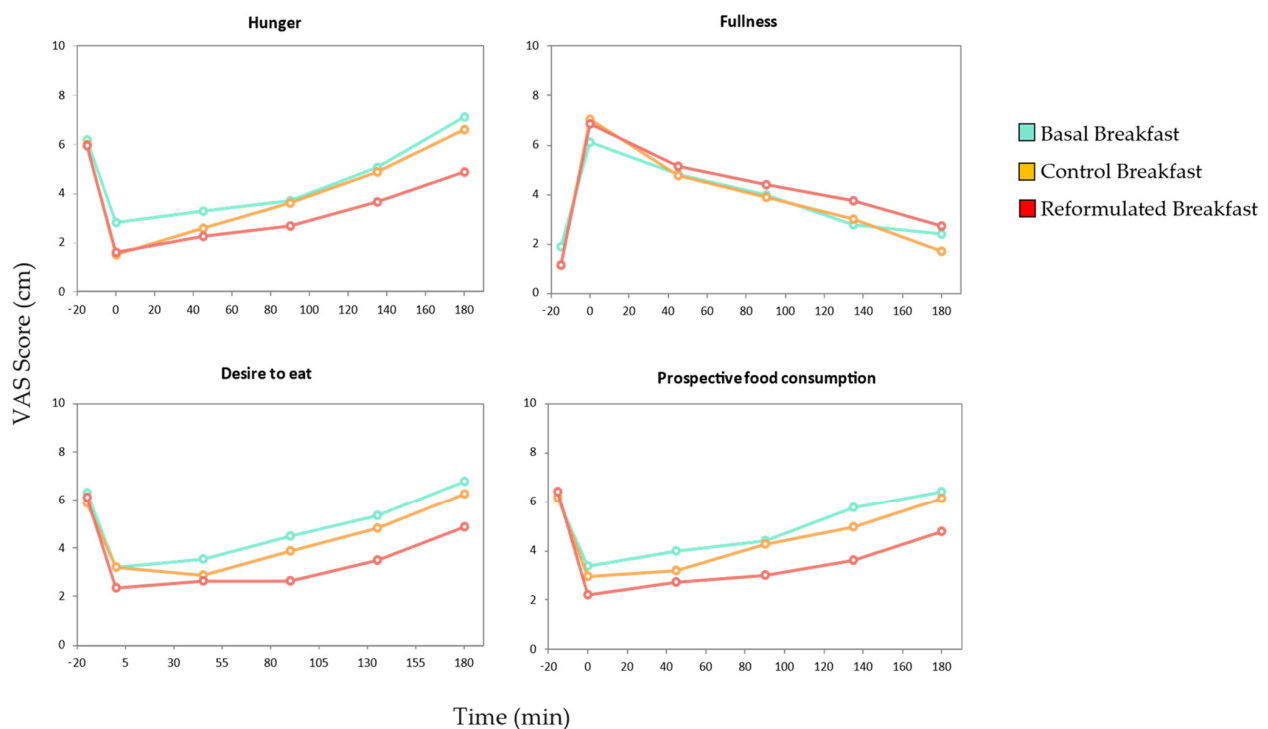 Hunger
10
8
6
4
2
0
-20 0 20 40 60 80 100 120 140 160 180
Fullness
10
8
6
4
2
0
-20 0 20 40 60 80 100 120 140 160 180
Basal Breakfast
Control Breakfast
Reformulated Breakfast
VAS Score (cm)
Desire to eat
10
8
6
4
2
0
-20 5 30 55 80 105 130 155 180
Prospective food consumption
10
8
6
4
2
0
-20 0 20 40 60 80 100 120 140 160 180
Time (min)